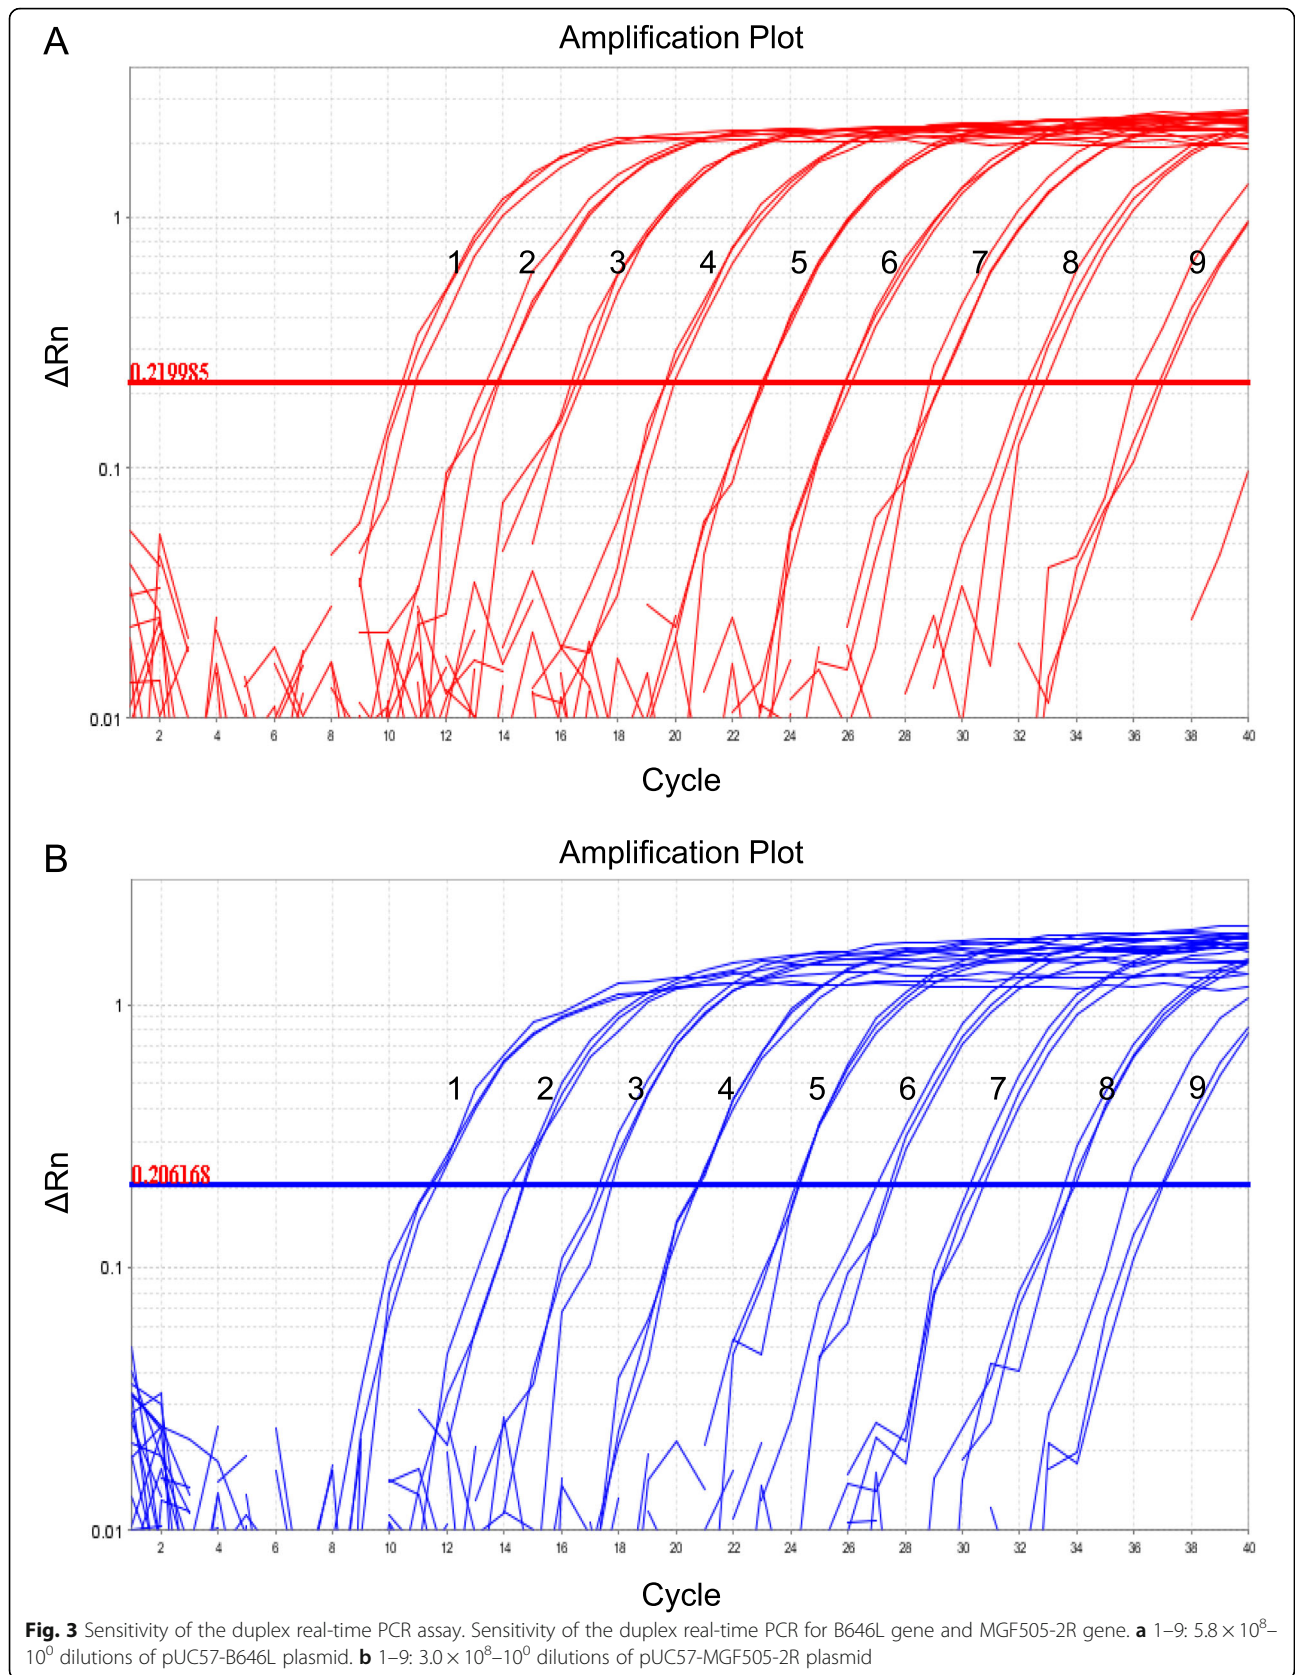 A
Amplification Plot
1
0.1
0.01
ΔRn
0.219985
1 2 3 4 5 6 7 8 9
2 4 6 8 10 12 14 16 18 20 22 24 26 28 30 32 34 36 38 40
Cycle
B
Amplification Plot
1
0.1
0.01
ΔRn
0.206168
1 2 3 4 5 6 7 8 9
2 4 6 8 10 12 14 16 18 20 22 24 26 28 30 32 34 36 38 40
Cycle
Fig. 3 Sensitivity of the duplex real-time PCR assay. Sensitivity of the duplex real-time PCR for B646L gene and MGF505-2R gene. a 1–9: 5.8 × 10⁸–
10⁰ dilutions of pUC57-B646L plasmid. b 1–9: 3.0 × 10⁸–10⁰ dilutions of pUC57-MGF505-2R plasmid